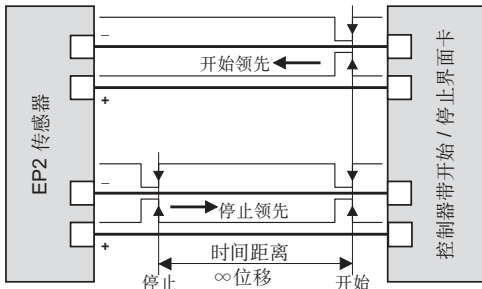 EP2 传感器
−
开始领先
+
−
停止领先
+
时间距离
∞位移
停止
开始
控制器带开始 / 停止界面卡